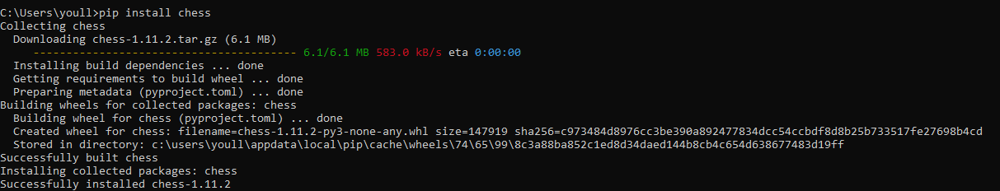 C:\Users\youll>pip install chess
Collecting chess
  Downloading chess-1.11.2.tar.gz (6.1 MB)
     ---------------------------------------- 6.1/6.1 MB 583.0 kB/s eta 0:00:00
  Installing build dependencies ... done
  Getting requirements to build wheel ... done
  Preparing metadata (pyproject.toml) ... done
Building wheels for collected packages: chess
  Building wheel for chess (pyproject.toml) ... done
  Created wheel for chess: filename=chess-1.11.2-py3-none-any.whl size=147919 sha256=c973484d8976cc3be390a892477834dcc54ccbdf8d8b25b733517fe27698b4cd
  Stored in directory: c:\users\youll\appdata\local\pip\cache\wheels\74\65\99\8c3a88ba852c1ed8d34daed144b8cb4c654d638677483d19ff
Successfully built chess
Installing collected packages: chess
Successfully installed chess-1.11.2